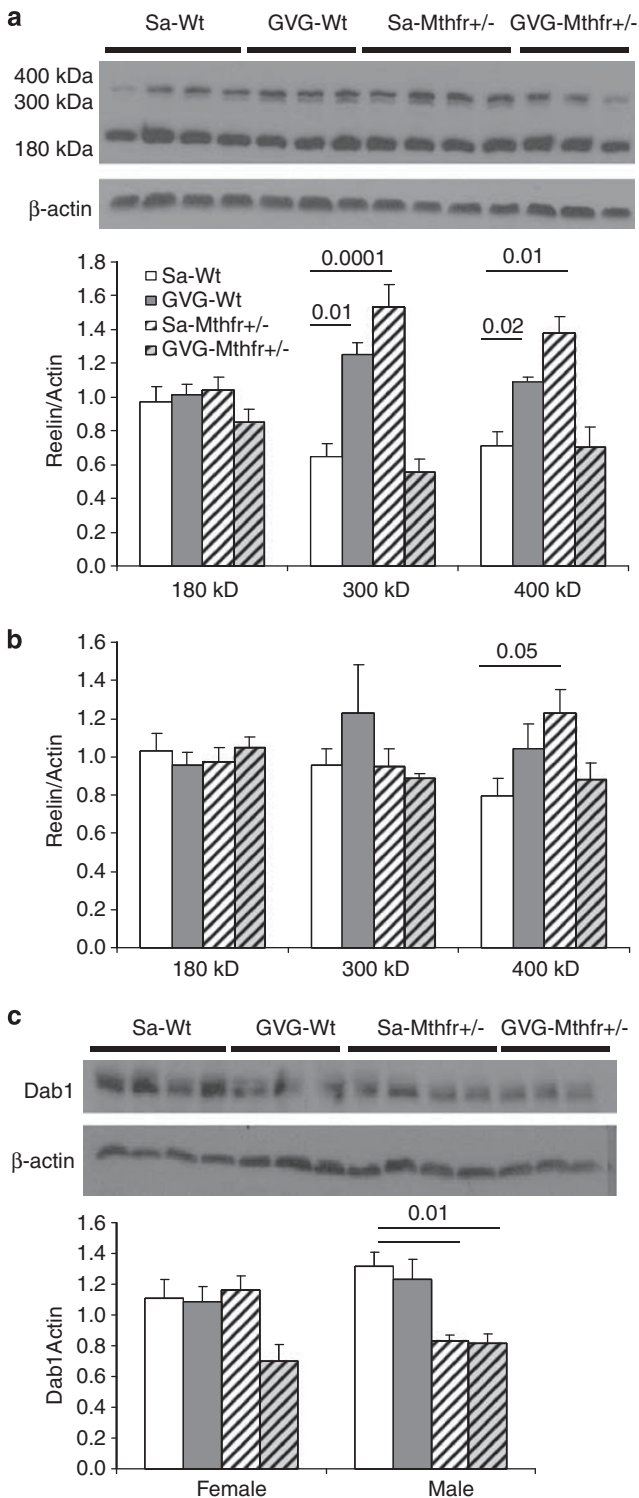 a
Sa-Wt GVG-Wt Sa-Mthfr+/- GVG-Mthfr+/-
400 kDa
300 kDa
180 kDa
β-actin
1.8
1.6
1.4
1.2
1.0
0.8
0.6
0.4
0.2
0.0
Reelin/Actin
Sa-Wt
GVG-Wt
Sa-Mthfr+/-
GVG-Mthfr+/-
0.0001
0.01
0.01
0.02
180 kD 300 kD 400 kD
b
1.6
1.4
1.2
1.0
0.8
0.6
0.4
0.2
0.0
Reelin/Actin
0.05
180 kD 300 kD 400 kD
c
Sa-Wt GVG-Wt Sa-Mthfr+/- GVG-Mthfr+/-
Dab1
β-actin
1.6
1.4
1.2
1.0
0.8
0.6
0.4
0.2
0.0
Dab1Actin
0.01
Female Male